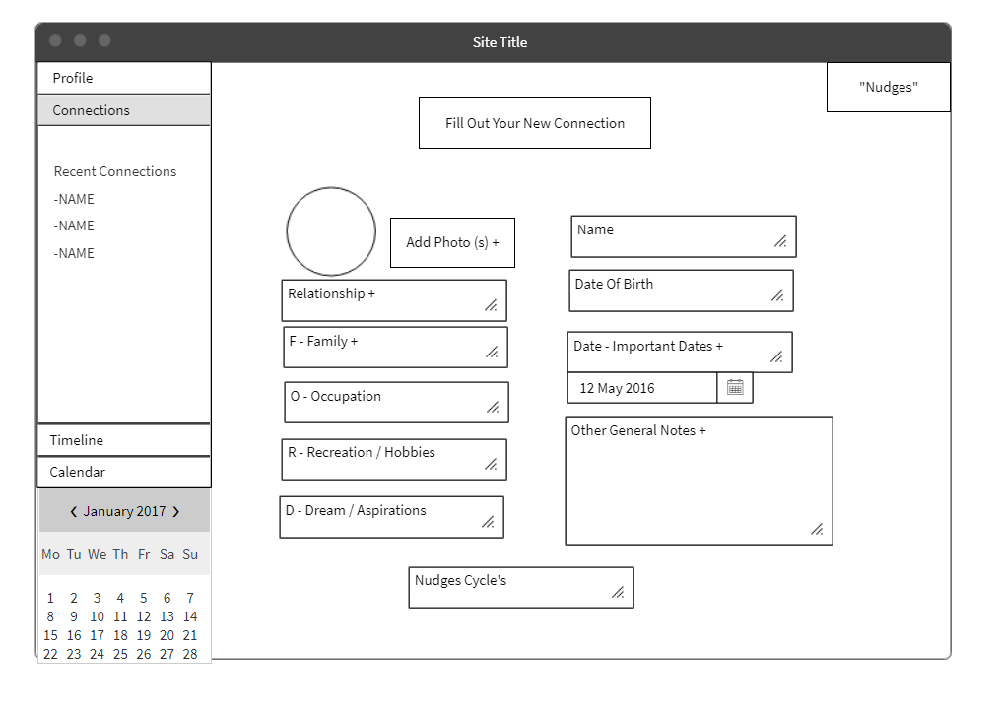 Site Title
Profile
Connections
Recent Connections
-NAME
-NAME
-NAME
Timeline
Calendar
‹ January 2017 ›
Mo Tu We Th Fr Sa Su
1 2 3 4 5 6 7
8 9 10 11 12 13 14
15 16 17 18 19 20 21
22 23 24 25 26 27 28
"Nudges"
Fill Out Your New Connection
Add Photo (s) +
Relationship +
F - Family +
O - Occupation
R - Recreation / Hobbies
D - Dream / Aspirations
Name
Date Of Birth
Date - Important Dates +
12 May 2016
Other General Notes +
Nudges Cycle's